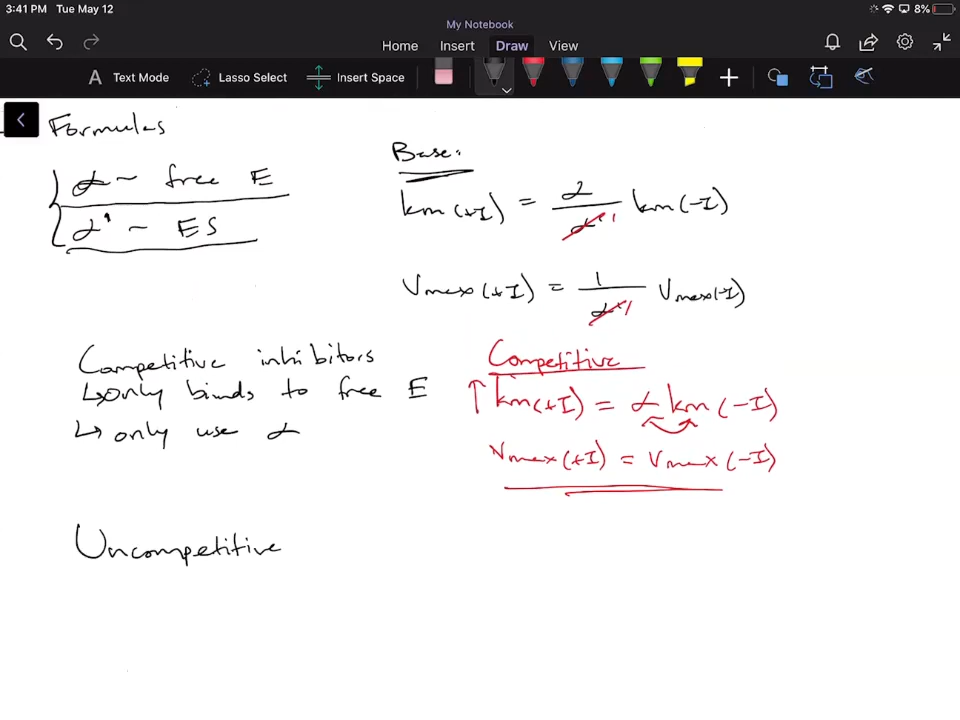 3:41 PM Tue May 12
8%
My Notebook
Home Insert Draw View
Text Mode Lasso Select Insert Space
Formulas
α ~ free E
α' ~ ES
Base:
km(+I) = α / α' km(-I)
Vmax(+I) = 1 / α' Vmax(-I)
Competitive inhibitors
↳ only binds to free E
↳ only use α
Competitive
↑ km(+I) = α km(-I)
Vmax(+I) = Vmax(-I)
Uncompetitive